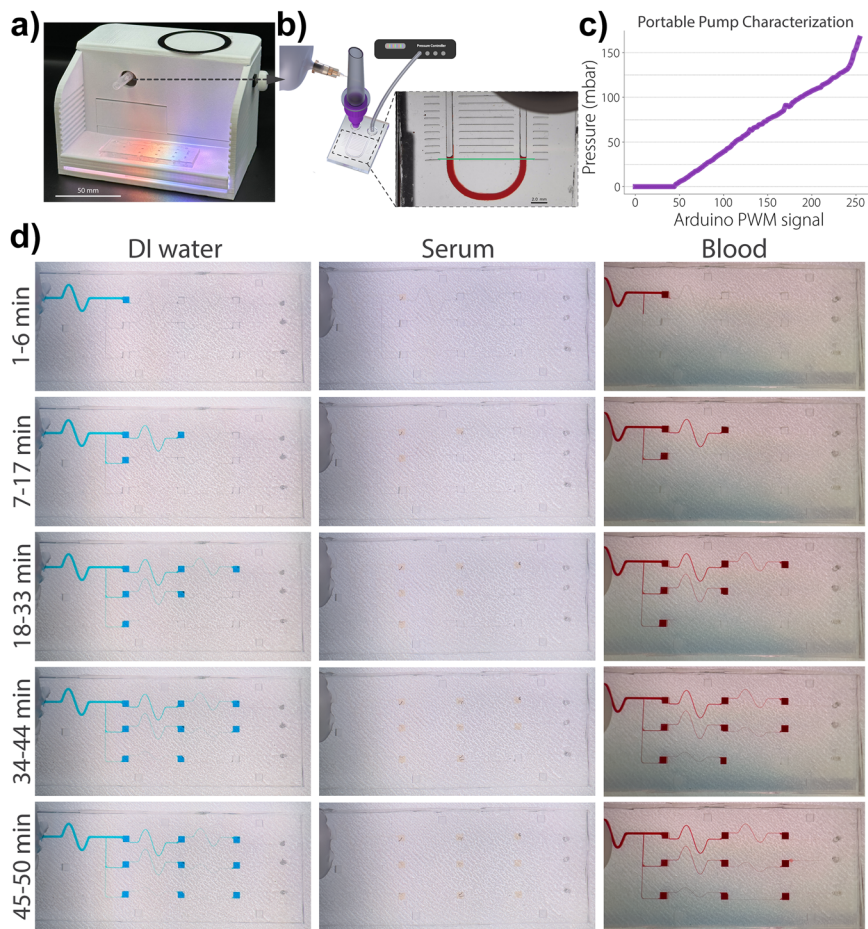 a)
50 mm
b)
Pressure Controller
2.0 mm
c)
Portable Pump Characterization
Pressure (mbar)
150
100
50
0
0 50 100 150 200 250
Arduino PWM signal
d)
DI water Serum Blood
1-6 min
7-17 min
18-33 min
34-44 min
45-50 min